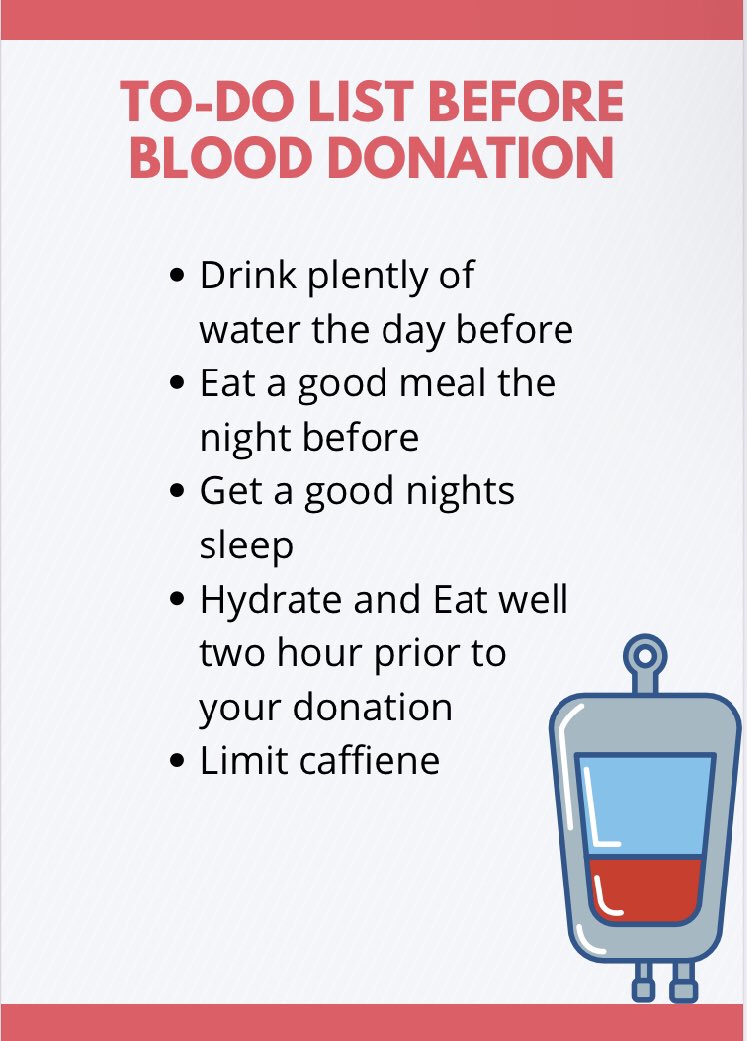 TO-DO LIST BEFORE
BLOOD DONATION
• Drink plently of
water the day before
• Eat a good meal the
night before
• Get a good nights
sleep
• Hydrate and Eat well
two hour prior to
your donation
• Limit caffiene